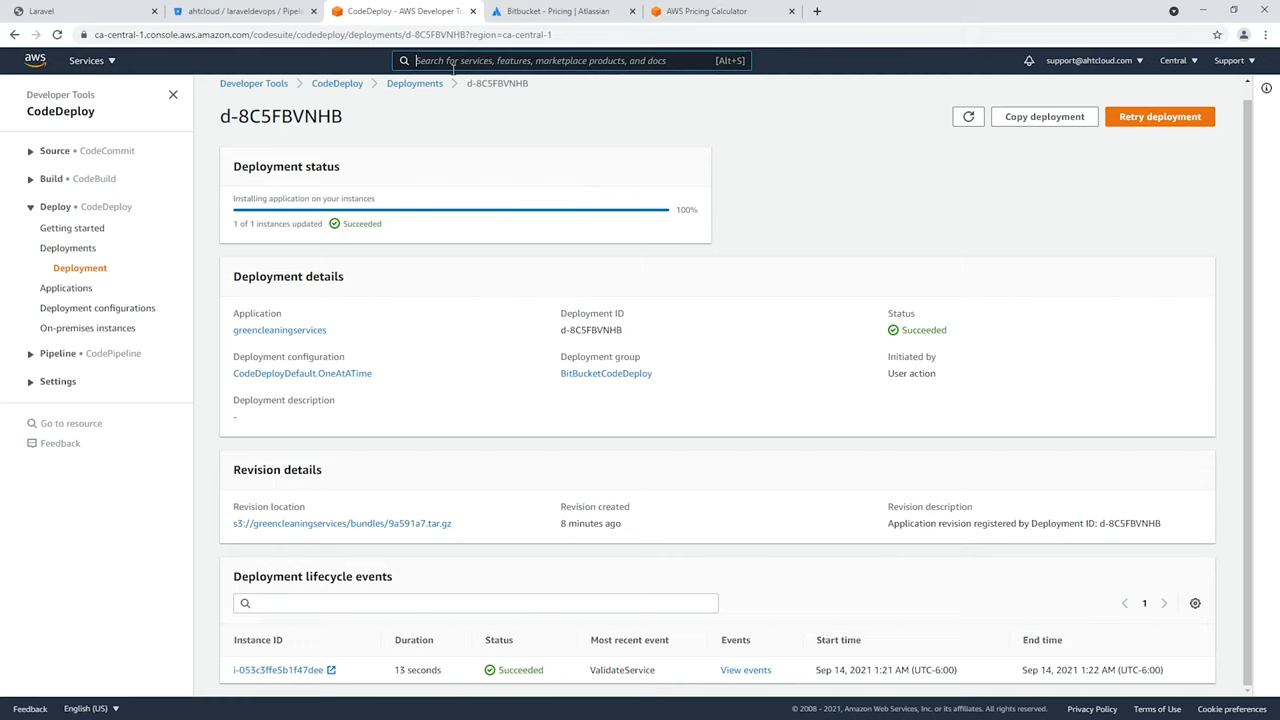 Laravel
ahtcloud / laraveldevops / Pipeli
CodeDeploy - AWS Developer To
Bitbucket - Pricing | Atlassian
AWS Pricing Calculator
ca-central-1.console.aws.amazon.com/codesuite/codedeploy/deployments/d-8C5FBVNHB?region=ca-central-1
aws
Services
Search for services, features, marketplace products, and docs
[Alt+S]
support@ahtcloud.com
Central
Support
Developer Tools
CodeDeploy
Source • CodeCommit
Build • CodeBuild
Deploy • CodeDeploy
Getting started
Deployments
Deployment
Applications
Deployment configurations
On-premises instances
Pipeline • CodePipeline
Settings
Go to resource
Feedback
Developer Tools
CodeDeploy
Deployments
d-8C5FBVNHB
d-8C5FBVNHB
Copy deployment
Retry deployment
Deployment status
Installing application on your instances
100%
1 of 1 instances updated
Succeeded
Deployment details
Application
Deployment ID
Status
greencleaningservices
d-8C5FBVNHB
Succeeded
Deployment configuration
Deployment group
Initiated by
CodeDeployDefault.OneAtATime
BitBucketCodeDeploy
User action
Deployment description
-
Revision details
Revision location
Revision created
Revision description
s3://greencleaningservices/bundles/9a591a7.tar.gz
8 minutes ago
Application revision registered by Deployment ID: d-8C5FBVNHB
Deployment lifecycle events
1
Instance ID
Duration
Status
Most recent event
Events
Start time
End time
i-053c3ffe5b1f47dee
13 seconds
Succeeded
ValidateService
View events
Sep 14, 2021 1:21 AM (UTC-6:00)
Sep 14, 2021 1:22 AM (UTC-6:00)
Feedback
English (US)
© 2008 - 2021, Amazon Web Services, Inc. or its affiliates. All rights reserved.
Privacy Policy
Terms of Use
Cookie preferences